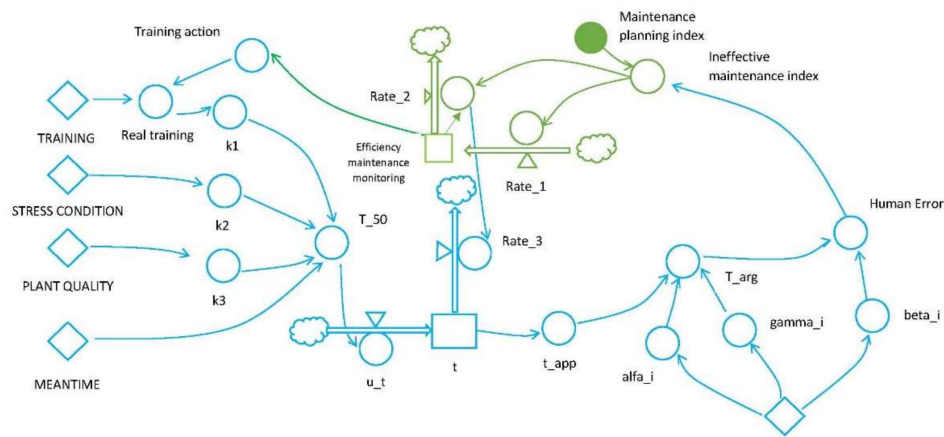 Training action
Maintenance
planning index
Ineffective
maintenance index
Rate_2
TRAINING
Real training
k1
Efficiency
maintenance
monitoring
Rate_1
STRESS CONDITION
k2
T_50
Human Error
Rate_3
PLANT QUALITY
k3
T_arg
gamma_i
beta_i
MEANTIME
u_t
t
t_app
alfa_i